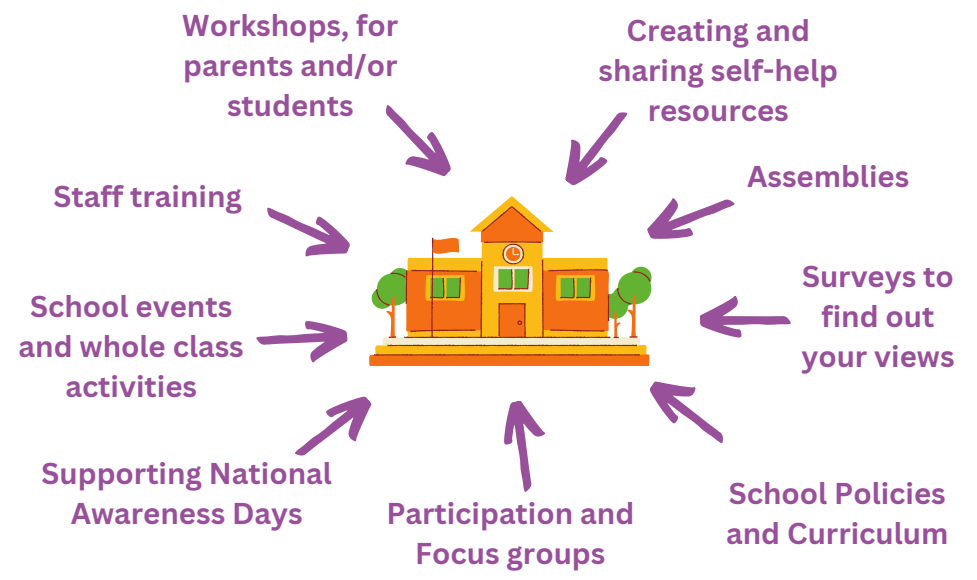 Workshops, for
parents and/or
students
Creating and
sharing self-help
resources
Staff training
Assemblies
School events
and whole class
activities
Surveys to
find out
your views
Supporting National
Awareness Days
Participation and
Focus groups
School Policies
and Curriculum